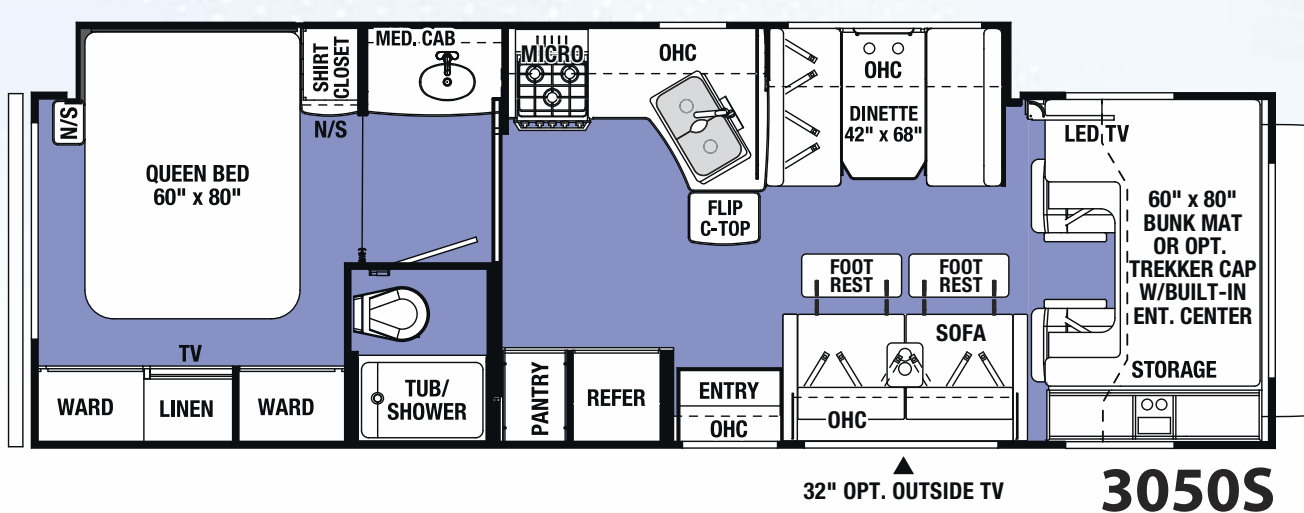 N/S
QUEEN BED
60" x 80"
SHIRT
CLOSET
N/S
MED. CAB
MICRO
OHC
FLIP
C-TOP
OHC
DINETTE
42" x 68"
LED TV
60" x 80"
BUNK MAT
OR OPT.
TREKKER CAP
W/BUILT-IN
ENT. CENTER
STORAGE
FOOT
REST
FOOT
REST
SOFA
OHC
TV
WARD
LINEN
WARD
TUB/
SHOWER
PANTRY
REFER
ENTRY
OHC
32" OPT. OUTSIDE TV
3050S